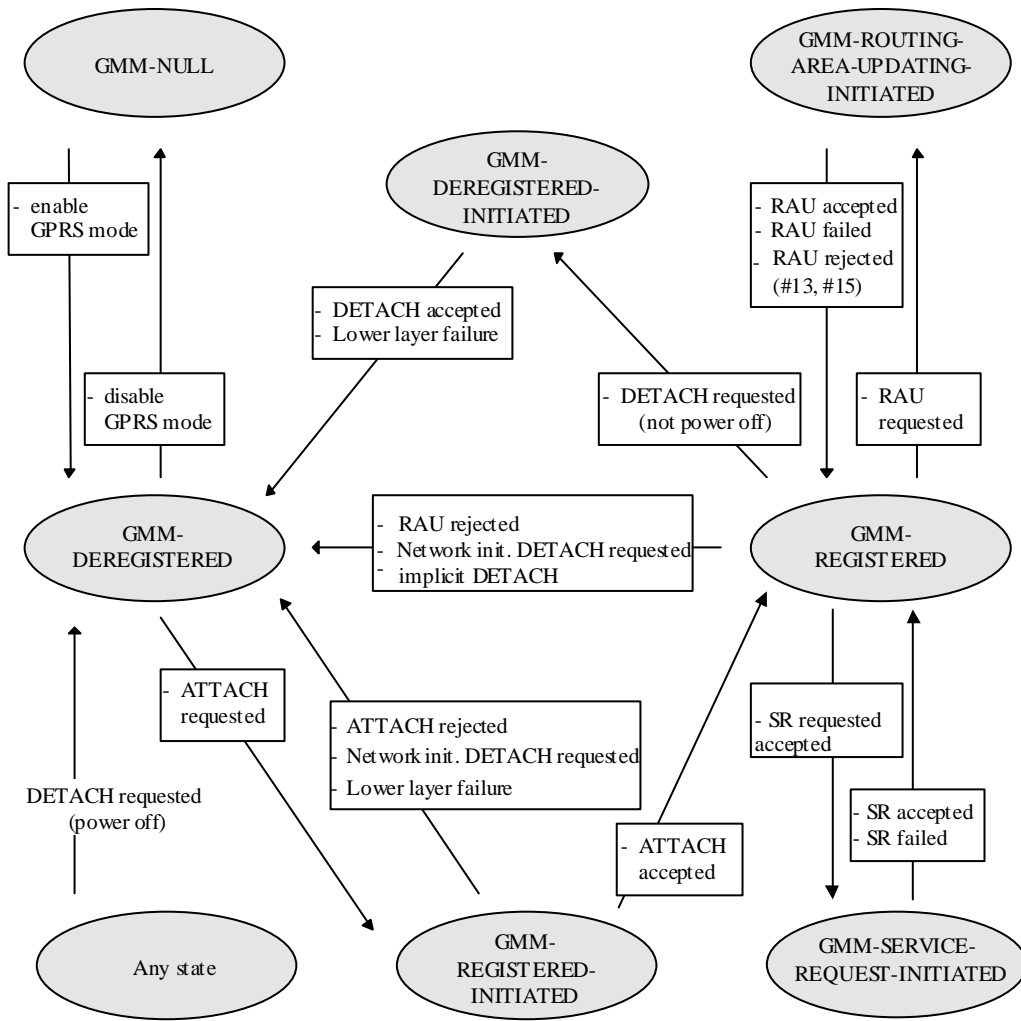 GMM-NULL
GMM-ROUTING-
AREA-UPDATING-
INITIATED
GMM-
DEREGISTERED-
INITIATED
- enable
GPRS mode
- RAU accepted
- RAU failed
- RAU rejected
(#13, #15)
- DETACH accepted
- Lower layer failure
- disable
GPRS mode
- DETACH requested
(not power off)
- RAU
requested
GMM-
DEREGISTERED
- RAU rejected
- Network init. DETACH requested
- implicit DETACH
GMM-
REGISTERED
- ATTACH
requested
- ATTACH rejected
- Network init. DETACH requested
- Lower layer failure
- SR requested
accepted
DETACH requested
(power off)
- ATTACH
accepted
- SR accepted
- SR failed
Any state
GMM-
REGISTERED-
INITIATED
GMM-SERVICE-
REQUEST-INITIATED